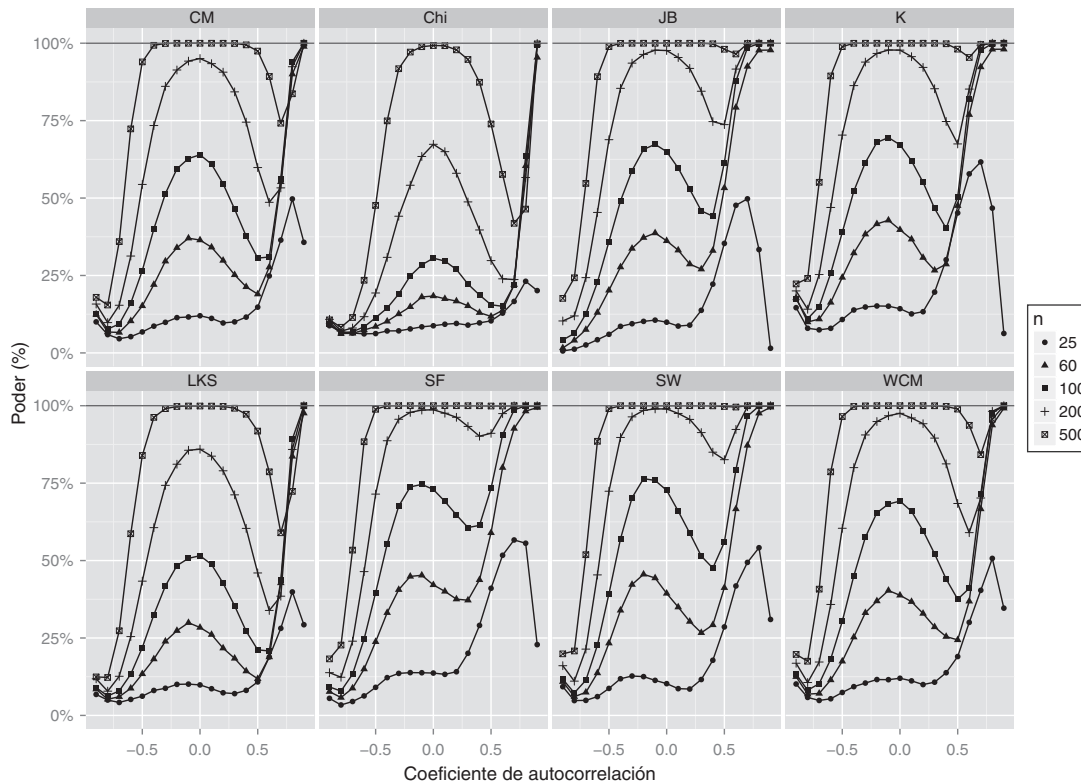 CM Chi JB K
100%
75%
50%
25%
0%
LKS SF SW WCM
100%
75%
50%
25%
0%
−0.5 0.0 0.5 −0.5 0.0 0.5 −0.5 0.0 0.5 −0.5 0.0 0.5
Coeficiente de autocorrelación
Poder (%)
n
25
60
100
200
500